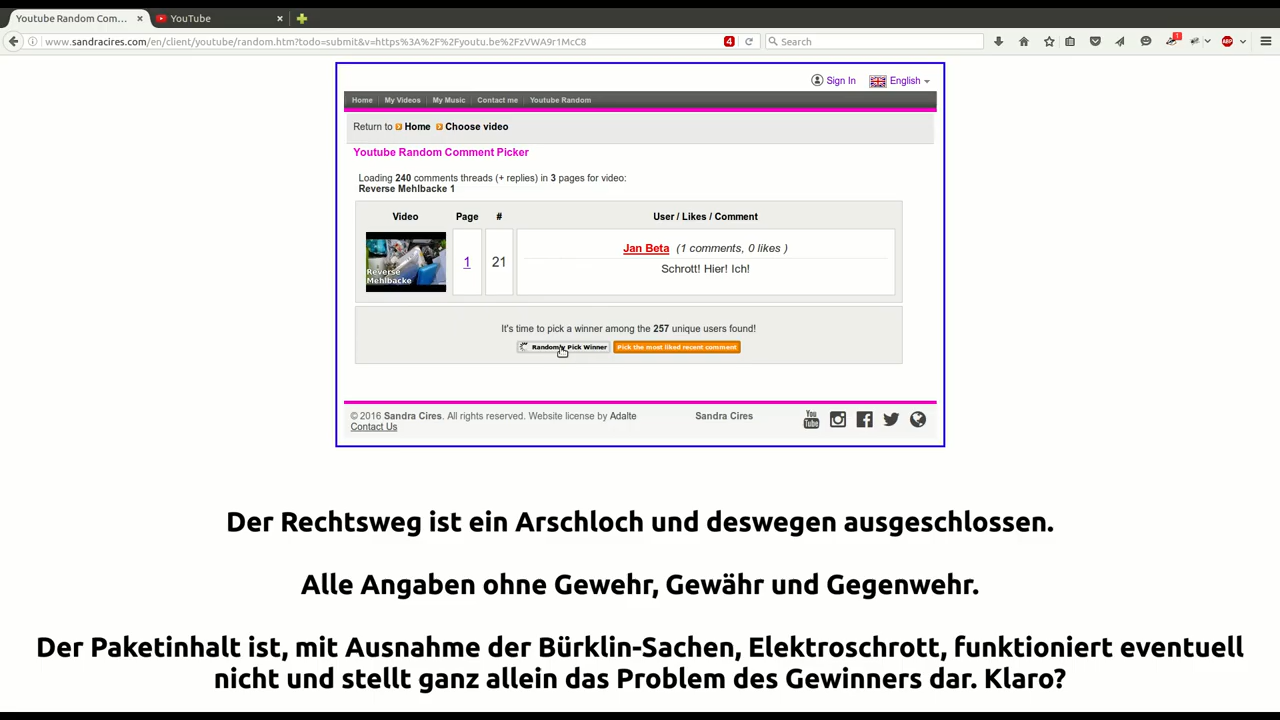 Youtube Random Com...
YouTube
www.sandracires.com/en/client/youtube/random.htm?todo=submit&v=https%3A%2F%2Fyoutu.be%2FzVWA9r1McC8
4
Search
1
ABP
Sign In
English
Home
My Videos
My Music
Contact me
Youtube Random
Return to Home Choose video
Youtube Random Comment Picker
Loading 240 comments threads (+ replies) in 3 pages for video:
Reverse Mehlbacke 1
Video Page # User / Likes / Comment
Reverse
Mehlbacke
1
21
Jan Beta (1 comments, 0 likes )
Schrott! Hier! Ich!
It's time to pick a winner among the 257 unique users found!
Randomly Pick Winner
Pick the most liked recent comment
© 2016 Sandra Cires. All rights reserved. Website license by Adalte
Contact Us
Sandra Cires
You
Tube
Der Rechtsweg ist ein Arschloch und deswegen ausgeschlossen.
Alle Angaben ohne Gewehr, Gewähr und Gegenwehr.
Der Paketinhalt ist, mit Ausnahme der Bürklin-Sachen, Elektroschrott, funktioniert eventuell
nicht und stellt ganz allein das Problem des Gewinners dar. Klaro?